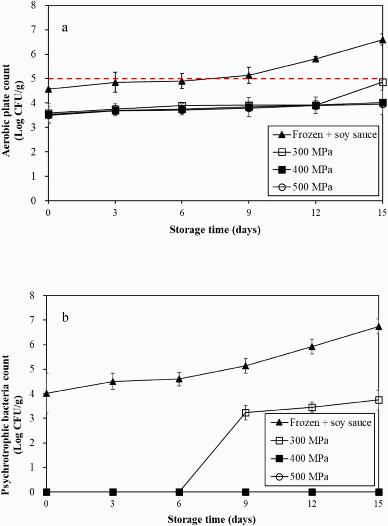 a
8
7
6
5
4
3
2
1
0
Aerobic plate count
(Log CFU/g)
Frozen + soy sauce
300 MPa
400 MPa
500 MPa
0 3 6 9 12 15
Storage time (days)
b
8
7
6
5
4
3
2
1
0
Psychrotrophic bacteria count
(Log CFU/g)
Frozen + soy sauce
300 MPa
400 MPa
500 MPa
0 3 6 9 12 15
Storage time (days)